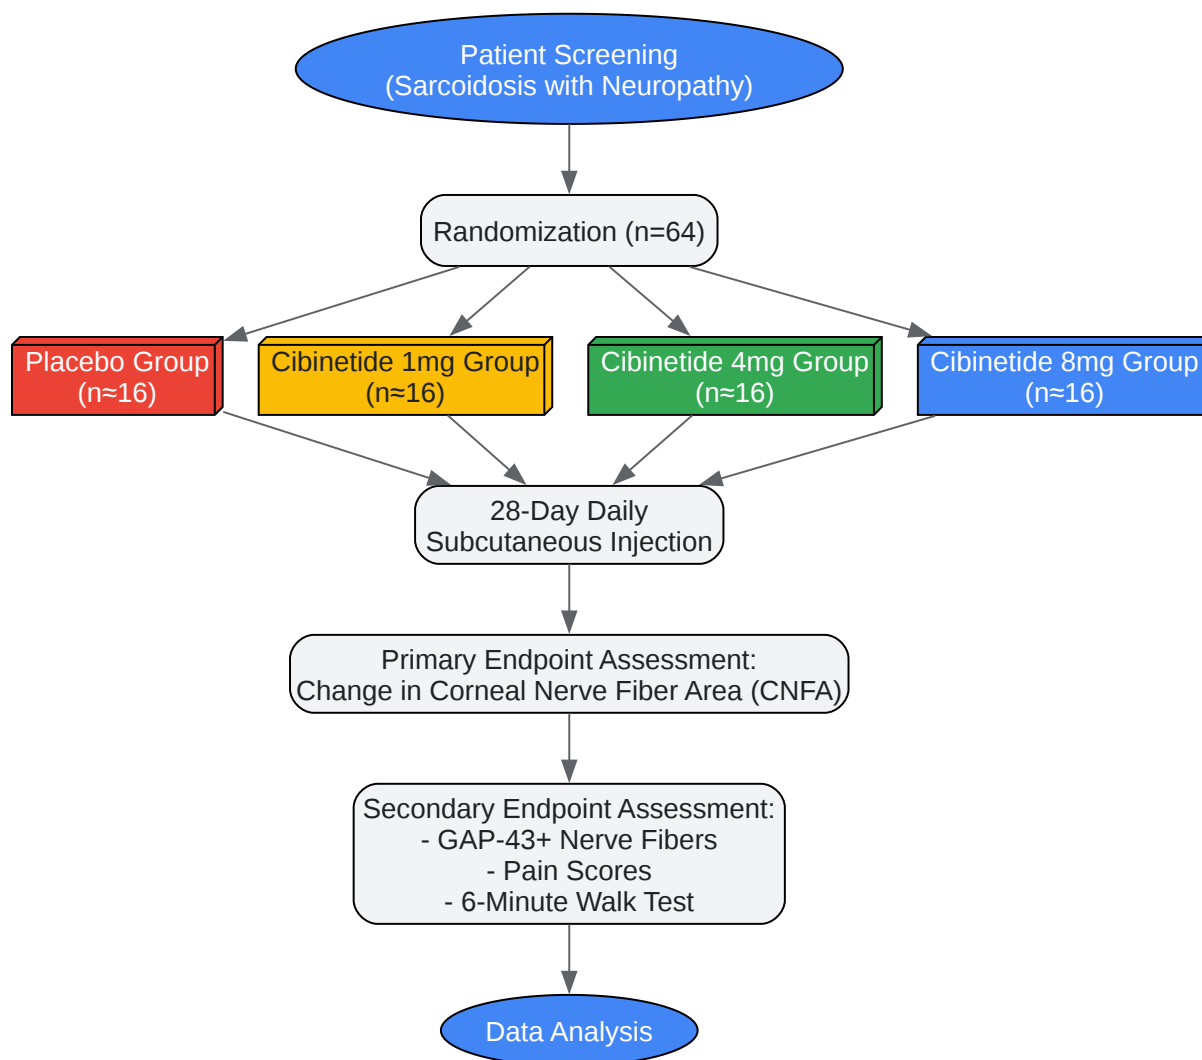 Patient Screening
(Sarcoidosis with Neuropathy)
Randomization (n=64)
Placebo Group
(n≈16)
Cibinetide 1mg Group
(n≈16)
Cibinetide 4mg Group
(n≈16)
Cibinetide 8mg Group
(n≈16)
28-Day Daily
Subcutaneous Injection
Primary Endpoint Assessment:
Change in Corneal Nerve Fiber Area (CNFA)
Secondary Endpoint Assessment:
- GAP-43+ Nerve Fibers
- Pain Scores
- 6-Minute Walk Test
Data Analysis